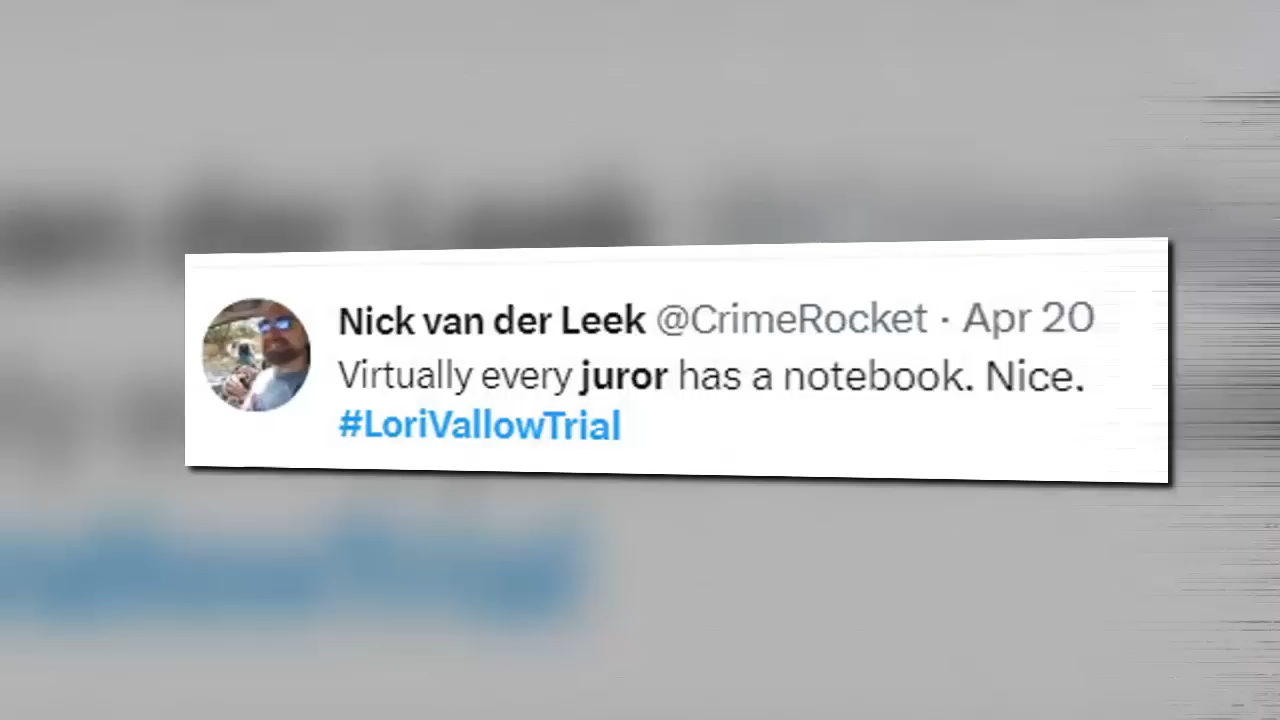 Nick van der Leek @CrimeRocket · Apr 20
Virtually every juror has a notebook. Nice.
#LoriVallowTrial